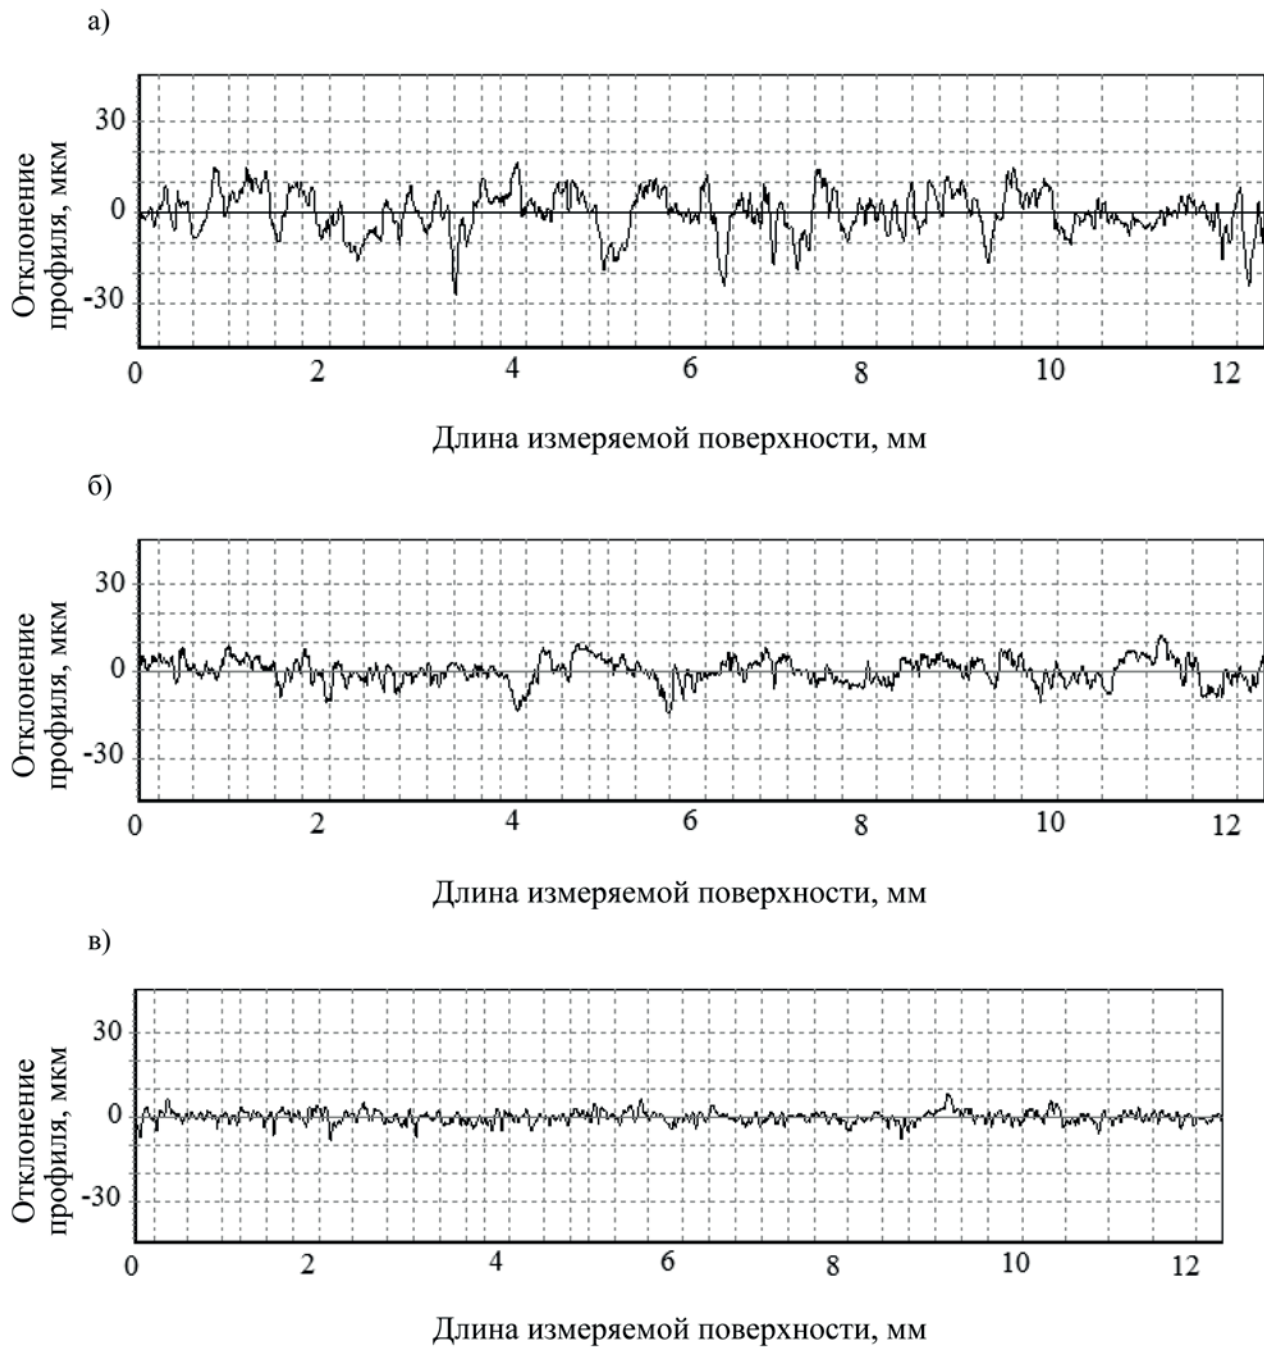 а)
Отклонение
профиля, мкм
30
0
-30
0 2 4 6 8 10 12
Длина измеряемой поверхности, мм
б)
Отклонение
профиля, мкм
30
0
-30
0 2 4 6 8 10 12
Длина измеряемой поверхности, мм
в)
Отклонение
профиля, мкм
30
0
-30
0 2 4 6 8 10 12
Длина измеряемой поверхности, мм